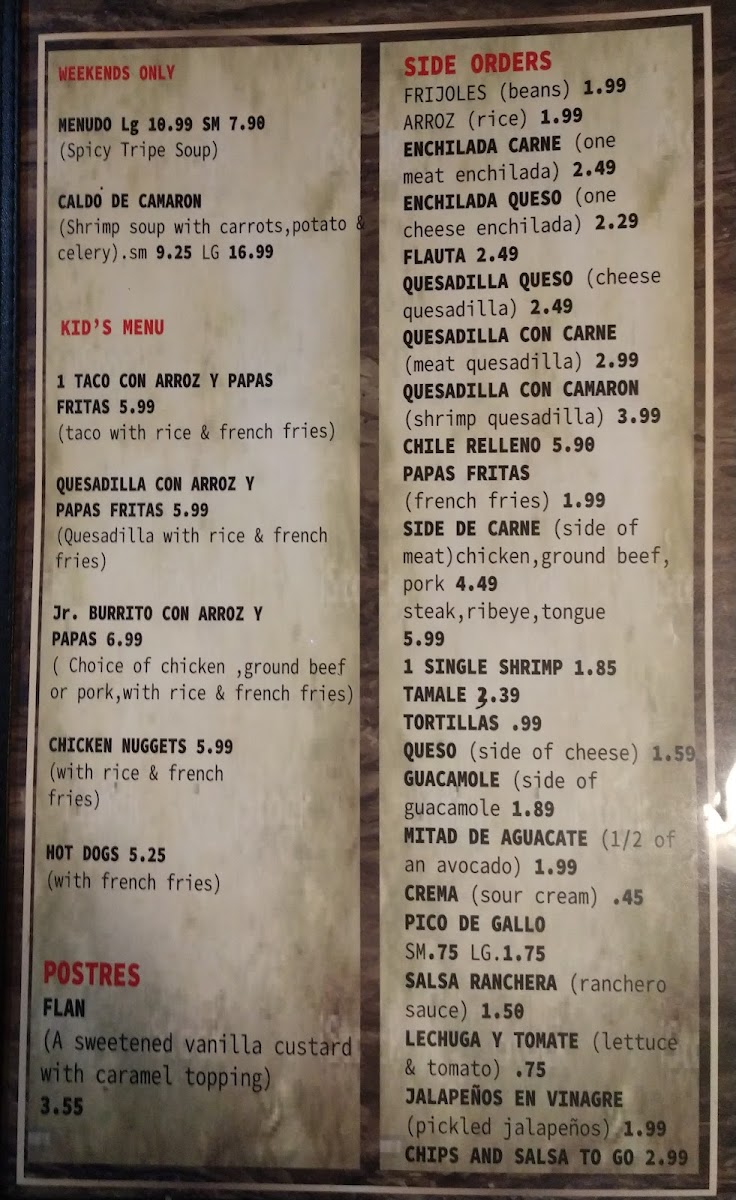 WEEKENDS ONLY
MENUDO Lg 10.99 SM 7.90
(Spicy Tripe Soup)
CALDO DE CAMARON
(Shrimp soup with carrots,potato &
celery).sm 9.25 LG 16.99
KID'S MENU
1 TACO CON ARROZ Y PAPAS
FRITAS 5.99
(taco with rice & french fries)
QUESADILLA CON ARROZ Y
PAPAS FRITAS 5.99
(Quesadilla with rice & french
fries)
Jr. BURRITO CON ARROZ Y
PAPAS 6.99
( Choice of chicken ,ground beef
or pork,with rice & french fries)
CHICKEN NUGGETS 5.99
(with rice & french
fries)
HOT DOGS 5.25
(with french fries)
POSTRES
FLAN
(A sweetened vanilla custard
with caramel topping)
3.55
SIDE ORDERS
FRIJOLES (beans) 1.99
ARROZ (rice) 1.99
ENCHILADA CARNE (one
meat enchilada) 2.49
ENCHILADA QUESO (one
cheese enchilada) 2.29
FLAUTA 2.49
QUESADILLA QUESO (cheese
quesadilla) 2.49
QUESADILLA CON CARNE
(meat quesadilla) 2.99
QUESADILLA CON CAMARON
(shrimp quesadilla) 3.99
CHILE RELLENO 5.90
PAPAS FRITAS
(french fries) 1.99
SIDE DE CARNE (side of
meat)chicken,ground beef,
pork 4.49
steak,ribeye,tongue
5.99
1 SINGLE SHRIMP 1.85
TAMALE
TORTILLAS .99
QUESO (side of cheese) 1.59
GUACAMOLE (side of
guacamole 1.89
MITAD DE AGUACATE (1/2 of
an avocado) 1.99
CREMA (sour cream) .45
PICO DE GALLO
SM.75 LG.1.75
SALSA RANCHERA (ranchero
sauce) 1.50
LECHUGA Y TOMATE (lettuce
& tomato) .75
JALAPEÑOS EN VINAGRE
(pickled jalapeños) 1.99
CHIPS AND SALSA TO GO 2.99